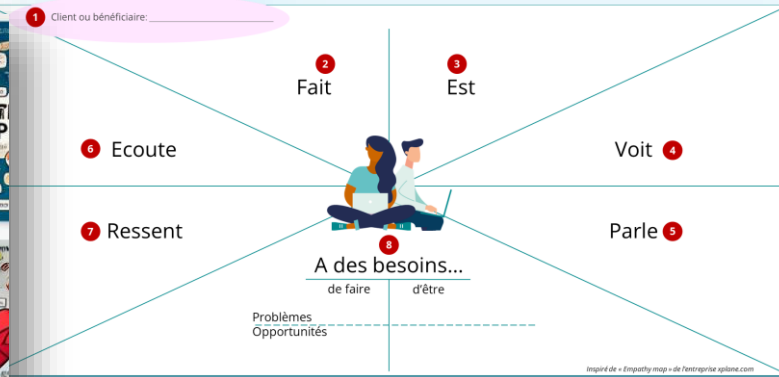 1 Client ou bénéficiaire:
2
Fait
3
Est
Voit 4
Parle 5
6 Ecoute
7 Ressent
8
A des besoins...
de faire d'être
Problèmes
Opportunités
Inspiré de « Empathy map » de l'entreprise xplane.com